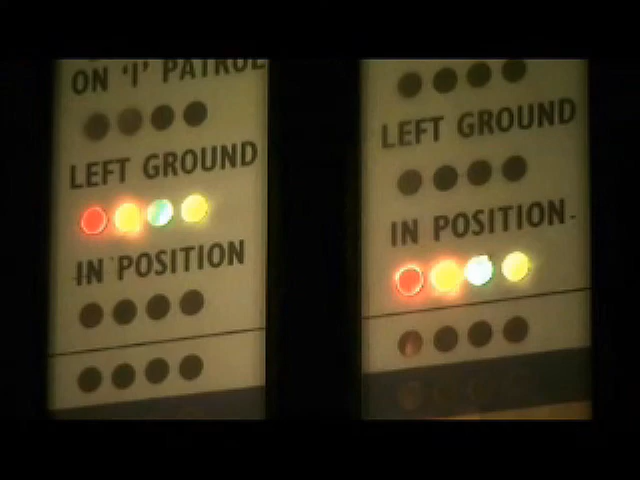 ON 'I' PATROL
LEFT GROUND
IN POSITION
LEFT GROUND
IN POSITION